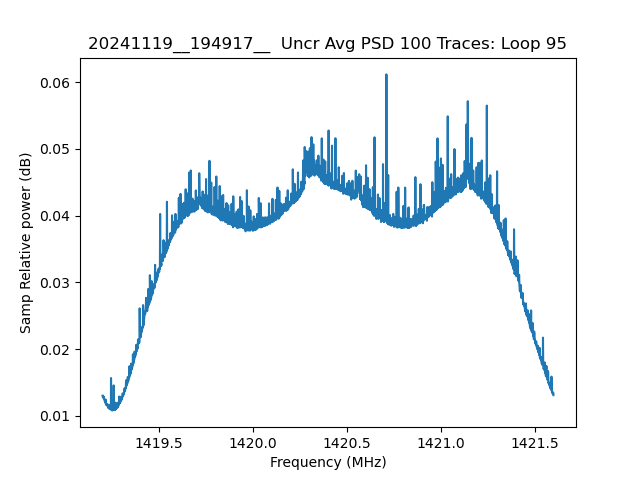 20241119__194917__  Uncr Avg PSD 100 Traces: Loop 95
0.06
0.05
0.04
0.03
0.02
0.01
Samp Relative power (dB)
1419.5 1420.0 1420.5 1421.0 1421.5
Frequency (MHz)